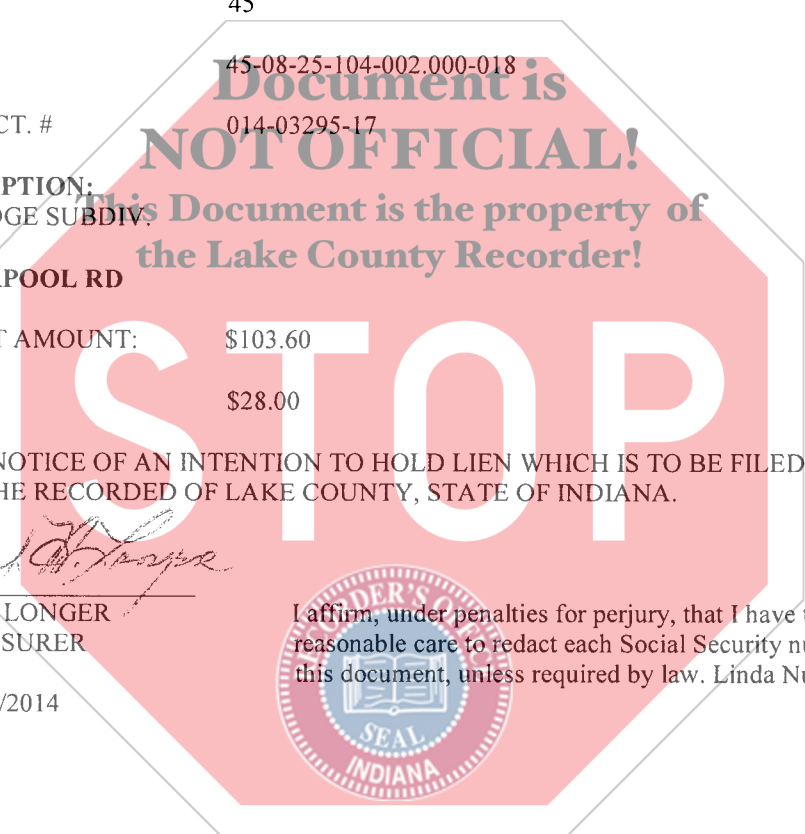 45
45-08-25-104-002.000-018
Document is
CT. # 014-03295-17
NOT OFFICIAL!
PTION:
This Document is the property of
GE SUBDIV.
the Lake County Recorder!
POOL RD
T AMOUNT: $103.60
STOP
$28.00
NOTICE OF AN INTENTION TO HOLD LIEN WHICH IS TO BE FILED
HE RECORDED OF LAKE COUNTY, STATE OF INDIANA.
RECORDER'S OFFICE
LONGER I affirm, under penalties for perjury, that I have
SURER reasonable care to redact each Social Security nu
this document, unless required by law. Linda Nu
/2014
SEAL
INDIANA